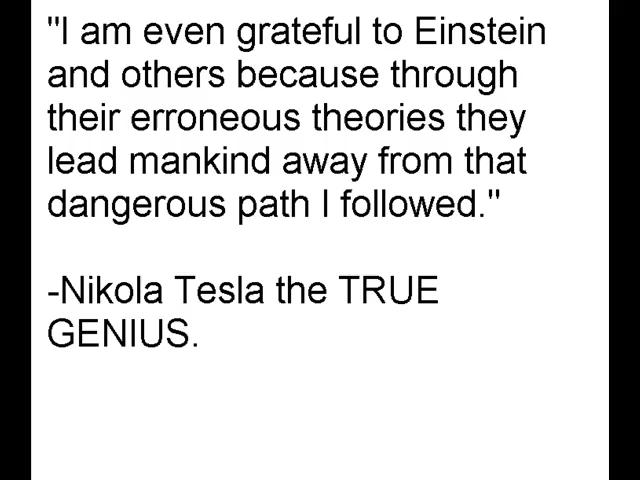 "I am even grateful to Einstein
and others because through
their erroneous theories they
lead mankind away from that
dangerous path I followed."
-Nikola Tesla the TRUE
GENIUS.